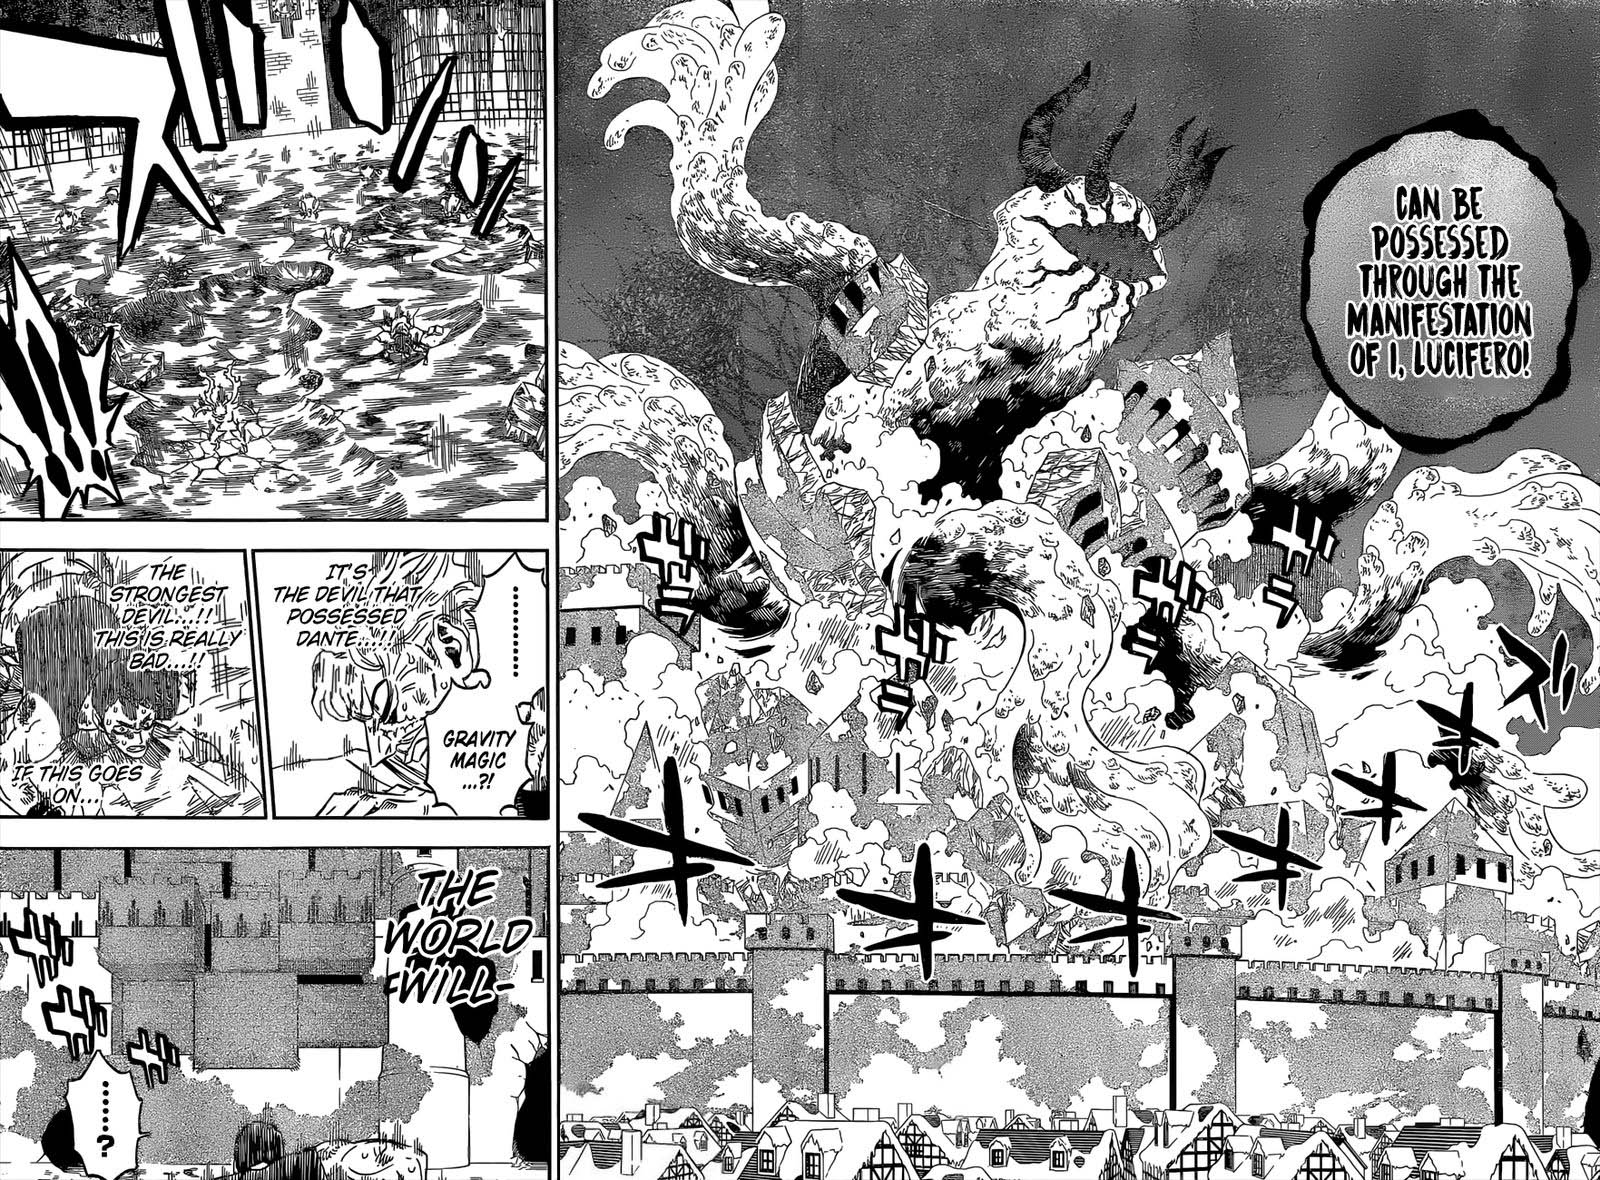 CAN BE
POSSESSED
THROUGH THE
MANIFESTATION
OF I, LUCIFERO!
.........
GRAVITY
MAGIC
...?!
IT'S
THE DEVIL THAT
POSSESSED
DANTE...!!
THE
STRONGEST
DEVIL...!!
THIS IS REALLY
BAD...!!
IF THIS GOES
ON...
THE
WORLD
-WILL-
.........?